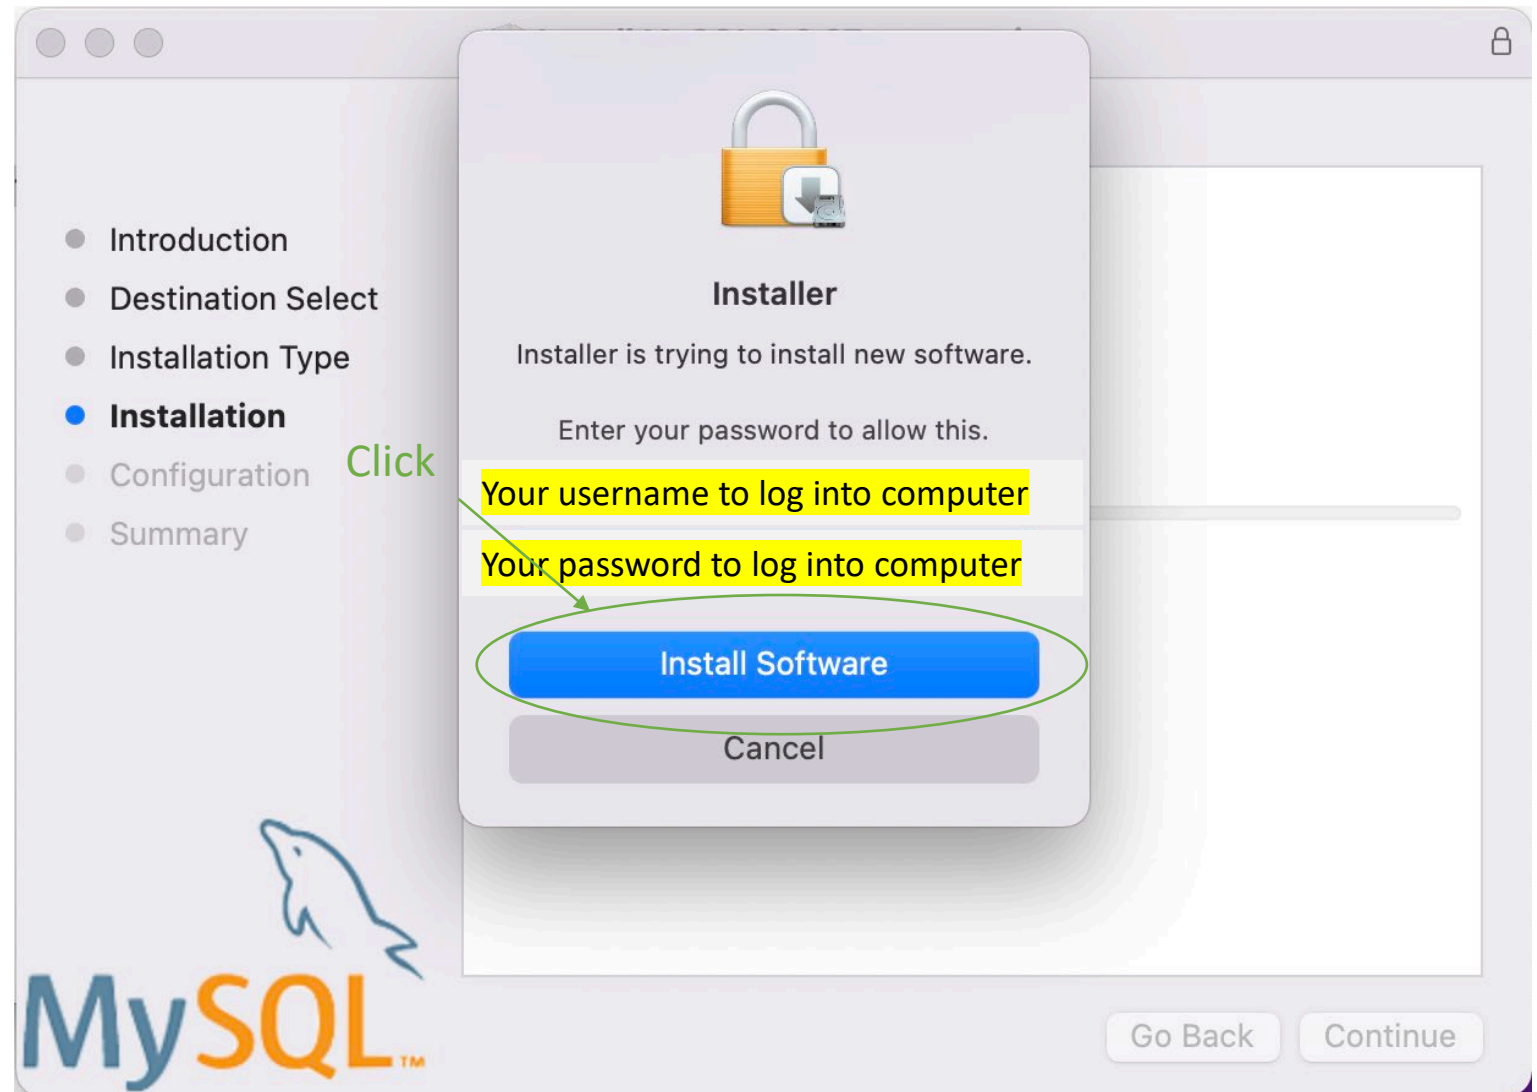 Introduction
Destination Select
Installation Type
Installation
Configuration
Summary
Click
Installer
Installer is trying to install new software.
Enter your password to allow this.
Your username to log into computer
Your password to log into computer
Install Software
Cancel
MySQL™
Go Back
Continue